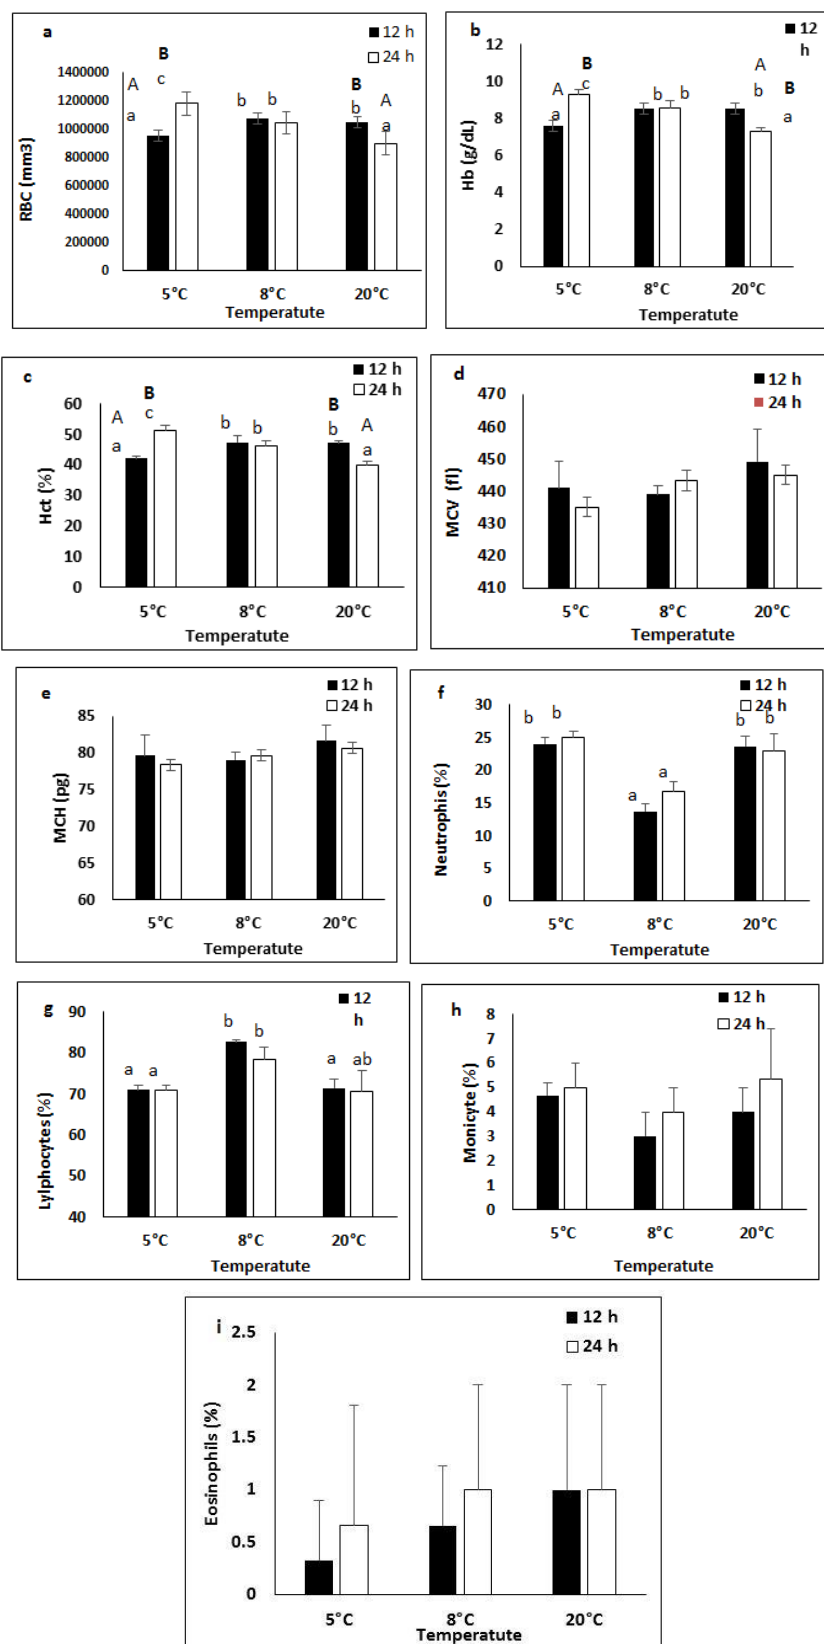 a
12 h
24 h
B
A
c
a
b b
B
b
A
a
1400000
1200000
1000000
800000
600000
400000
200000
0
RBC (mm3)
5°C 8°C 20°C
Temperatute
b
12
h
B
A
c
a
b b
A
b
B
a
12
10
8
6
4
2
0
Hb (g/dL)
5°C 8°C 20°C
Temperatute
c
12 h
24 h
B
A
c
a
b b
B
b
A
a
60
50
40
30
20
10
0
Hct (%)
5°C 8°C 20°C
Temperatute
d
12 h
24 h
470
460
450
440
430
420
410
MCV (fl)
5°C 8°C 20°C
Temperatute
e
12 h
24 h
85
80
75
70
65
60
MCH (pg)
5°C 8°C 20°C
Temperatute
f
12 h
24 h
b b
a a
b b
30
25
20
15
10
5
0
Neutrophis(%)
5°C 8°C 20°C
Temperatute
g
12
h
a a
b b
a ab
90
80
70
60
50
40
Lylphocytes(%)
5°C 8°C 20°C
Temperatute
h
12 h
24 h
8
7
6
5
4
3
2
1
0
Monicyte (%)
5°C 8°C 20°C
Temperatute
i
12 h
24 h
2.5
2
1.5
1
0.5
0
Eosinophils (%)
5°C 8°C 20°C
Temperatute